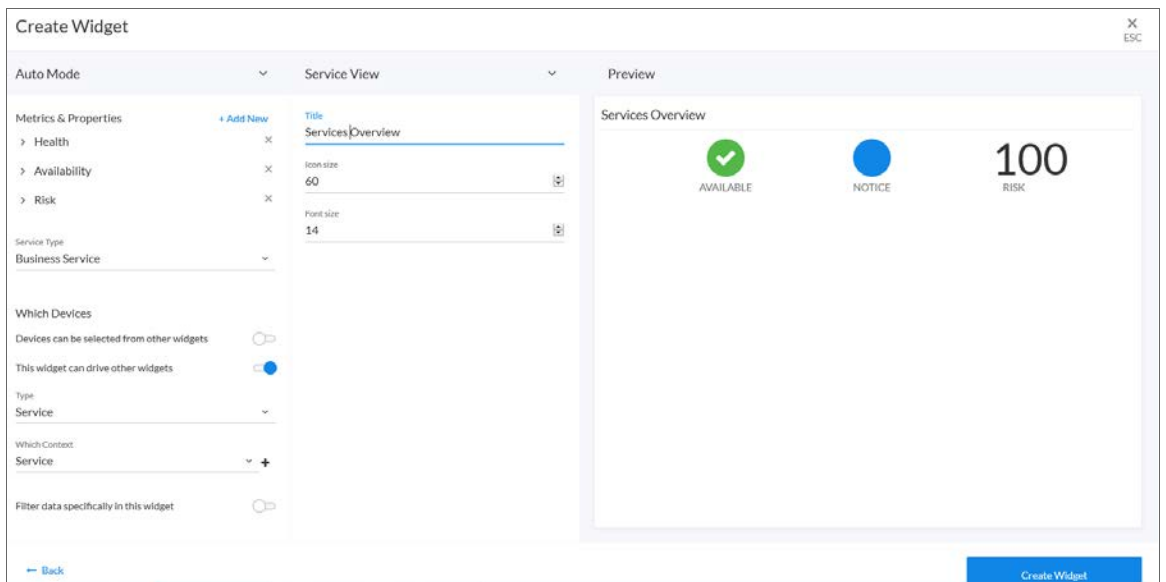 Create Widget
ESC
Auto Mode
Service View
Preview
Metrics & Properties
+ Add New
Health
Availability
Risk
Service Type
Business Service
Which Devices
Devices can be selected from other widgets
This widget can drive other widgets
Type
Service
Which Context
Service
Filter data specifically in this widget
Title
Services Overview
Icon size
60
Font size
14
Services Overview
AVAILABLE
NOTICE
100
RISK
← Back
Create Widget